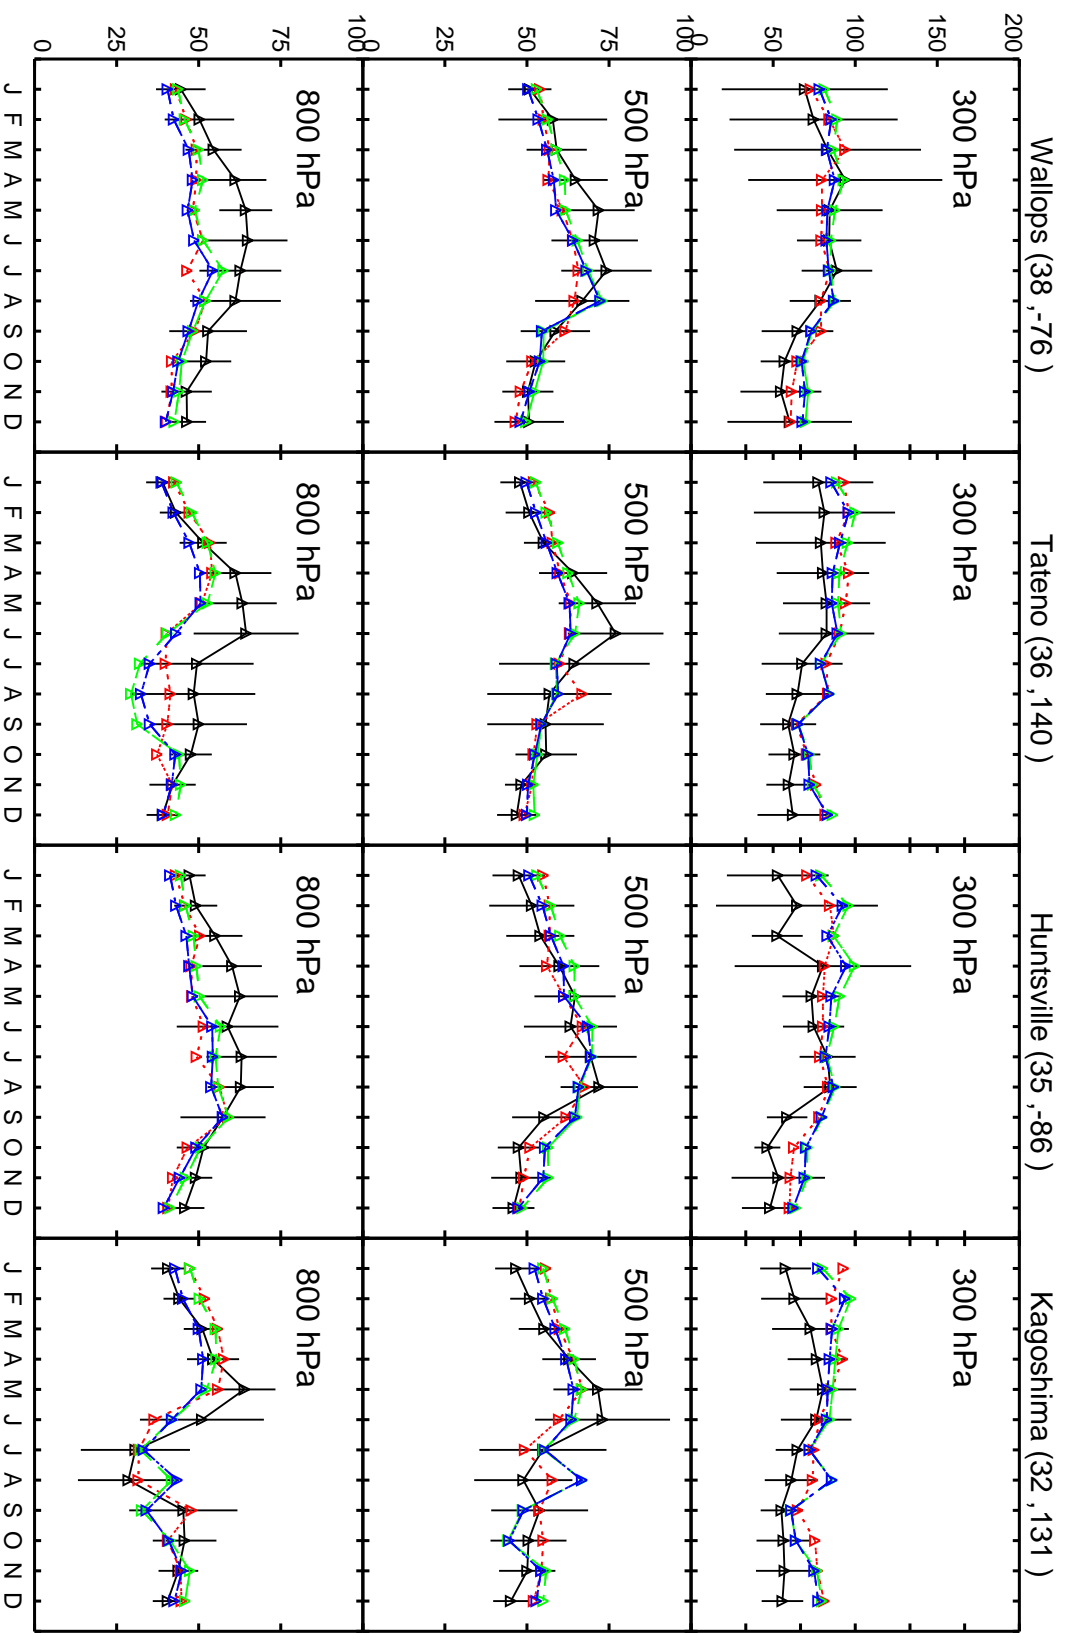 Wallops (38 ,-76 )
Tateno (36 ,140 )
Huntsville (35 ,-86 )
Kagoshima (32 ,131 )
200
150
100
50
0
300 hPa
300 hPa
300 hPa
300 hPa
100
75
50
0
500 hPa
500 hPa
500 hPa
500 hPa
100
75
50
25
0
800 hPa
800 hPa
800 hPa
800 hPa
J F M A M J J A S O N D
J F M A M J J A S O N D
J F M A M J J A S O N D
J F M A M J J A S O N D